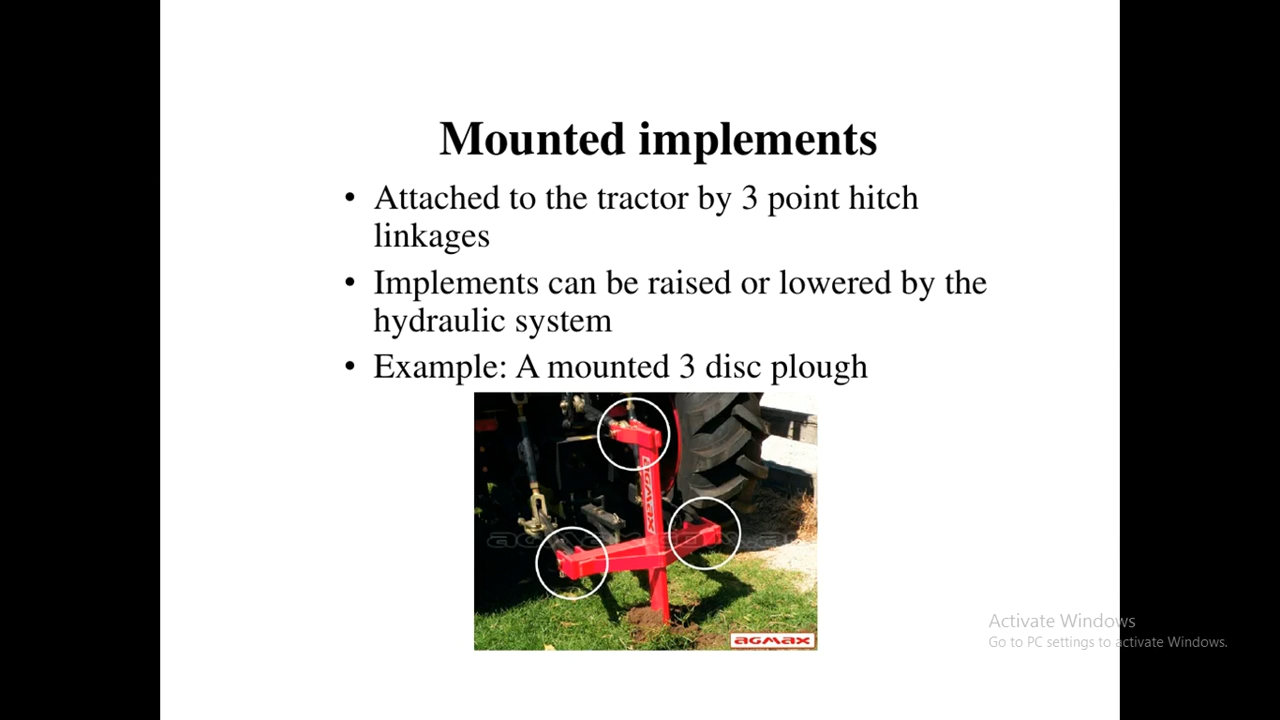 Mounted implements
• Attached to the tractor by 3 point hitch
linkages
• Implements can be raised or lowered by the
hydraulic system
• Example: A mounted 3 disc plough
AGMAX
AGMAX
Activate Windows
Go to PC settings to activate Windows.